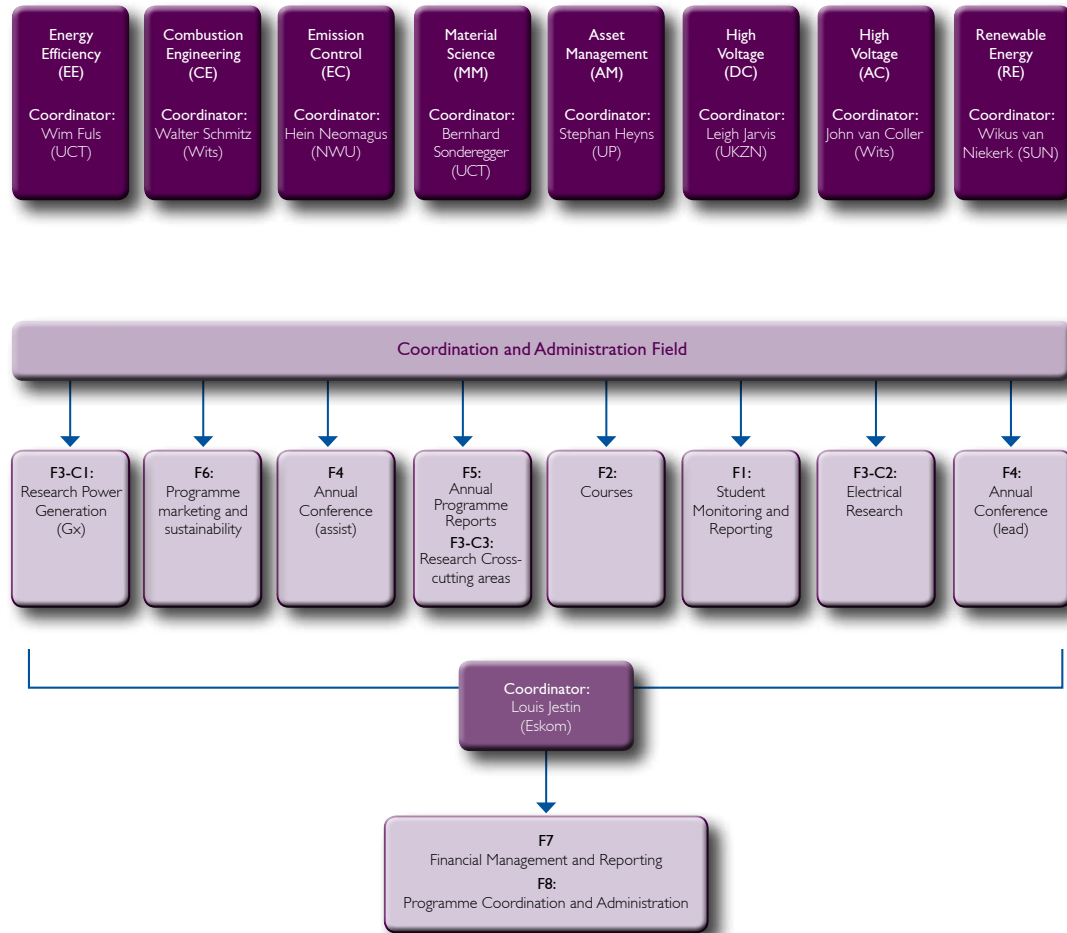 Energy
Efficiency
(EE)
Coordinator:
Wim Fuls
(UCT)
Combustion
Engineering
(CE)
Coordinator:
Walter Schmitz
(Wits)
Emission
Control
(EC)
Coordinator:
Hein Neomagus
(NWU)
Material
Science
(MM)
Coordinator:
Bernhard
Sonderegger
(UCT)
Asset
Management
(AM)
Coordinator:
Stephan Heyns
(UP)
High
Voltage
(DC)
Coordinator:
Leigh Jarvis
(UKZN)
High
Voltage
(AC)
Coordinator:
John van Coller
(Wits)
Renewable
Energy
(RE)
Coordinator:
Wikus van
Niekerk (SUN)
Coordination and Administration Field
F3-C1:
Research Power
Generation
(Gx)
F6:
Programme
marketing and
sustainability
F4
Annual
Conference
(assist)
F5:
Annual
Programme
Reports
F3-C3:
Research Cross-
cutting areas
F2:
Courses
F1:
Student
Monitoring and
Reporting
F3-C2:
Electrical
Research
F4:
Annual
Conference
(lead)
Coordinator:
Louis Jestin
(Eskom)
F7
Financial Management and Reporting
F8:
Programme Coordination and Administration